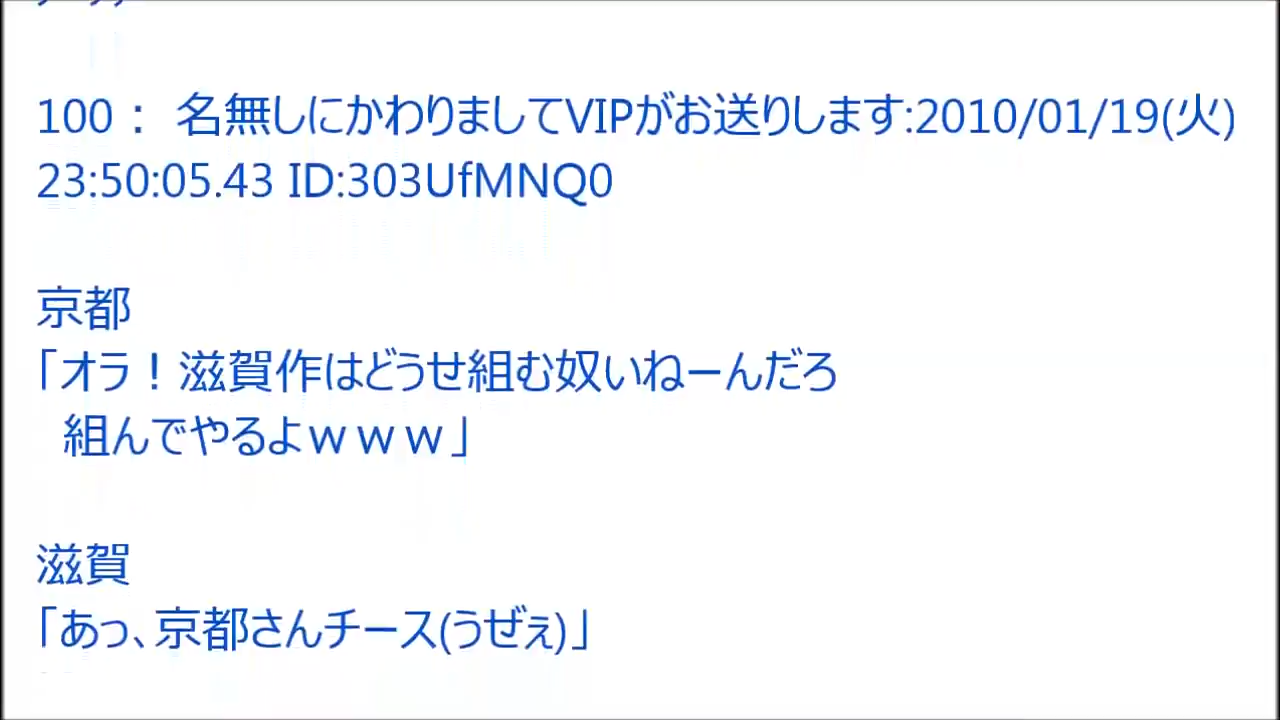 100： 名無しにかわりましてVIPがお送りします:2010/01/19(火)
23:50:05.43 ID:303UfMNQ0
京都
「オラ！滋賀作はどうせ組む奴いねーんだろ
組んでやるよｗｗｗ」
滋賀
「あっ、京都さんチース(うぜぇ)」